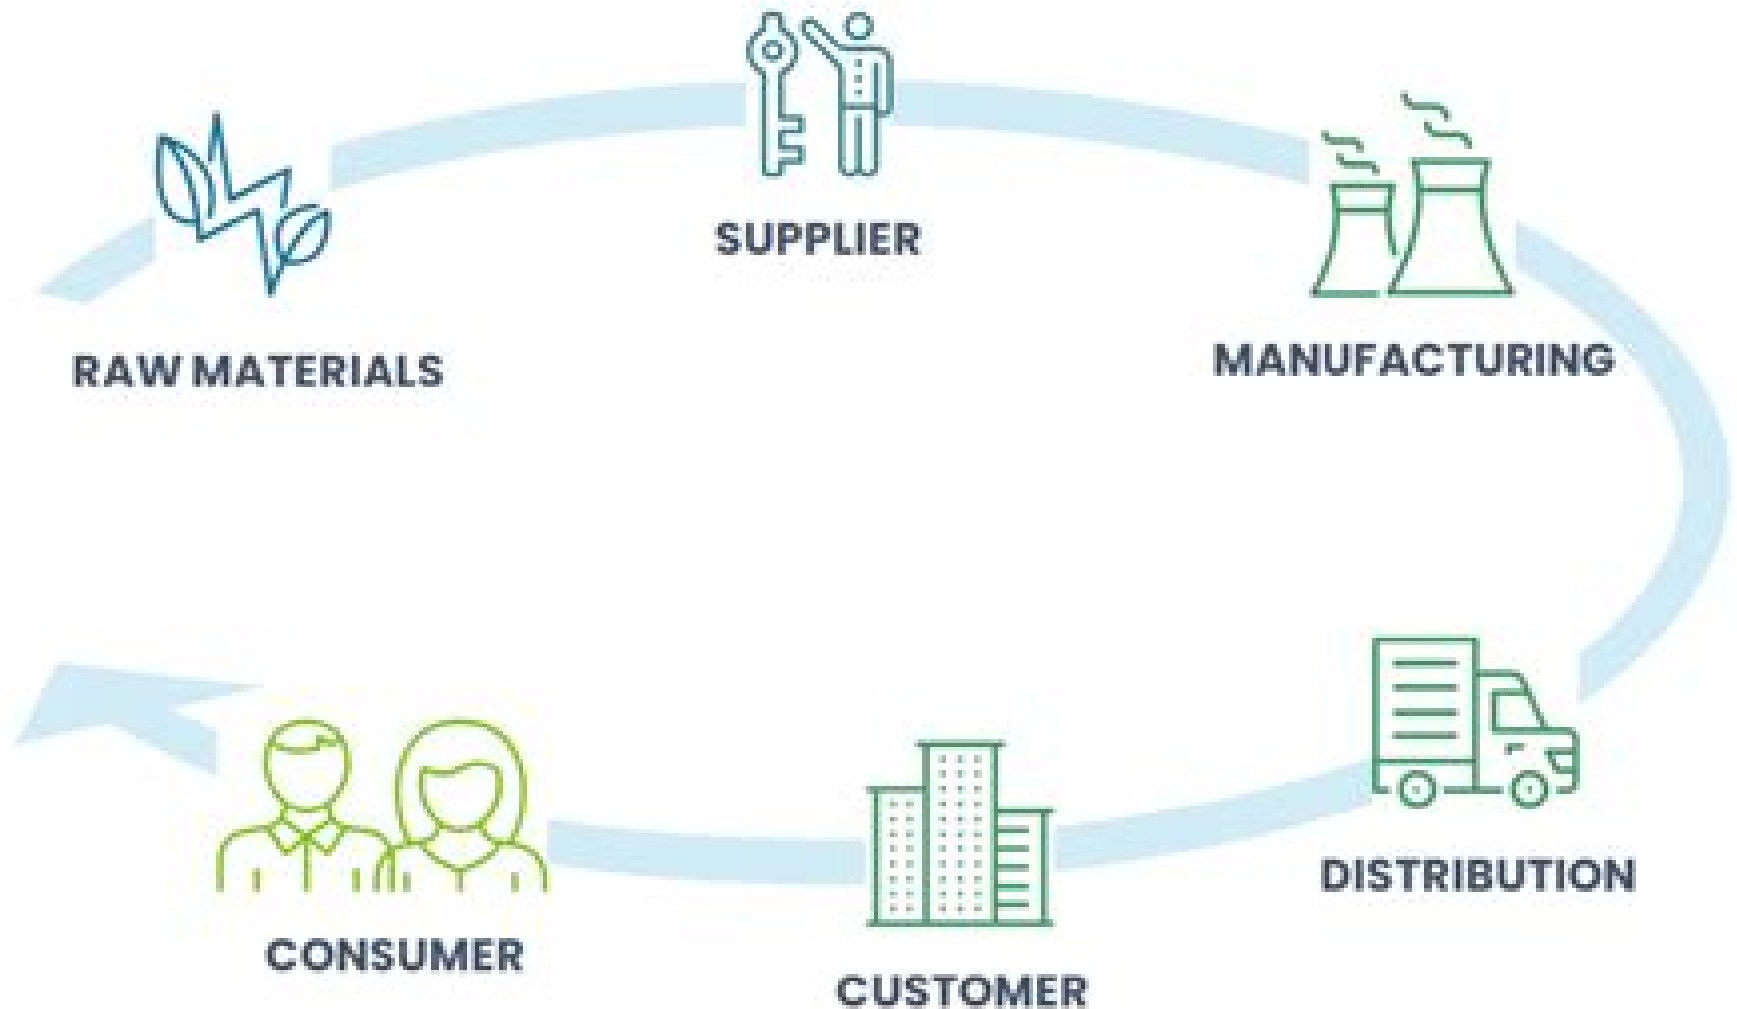 RAW MATERIALS
SUPPLIER
MANUFACTURING
DISTRIBUTION
CUSTOMER
CONSUMER